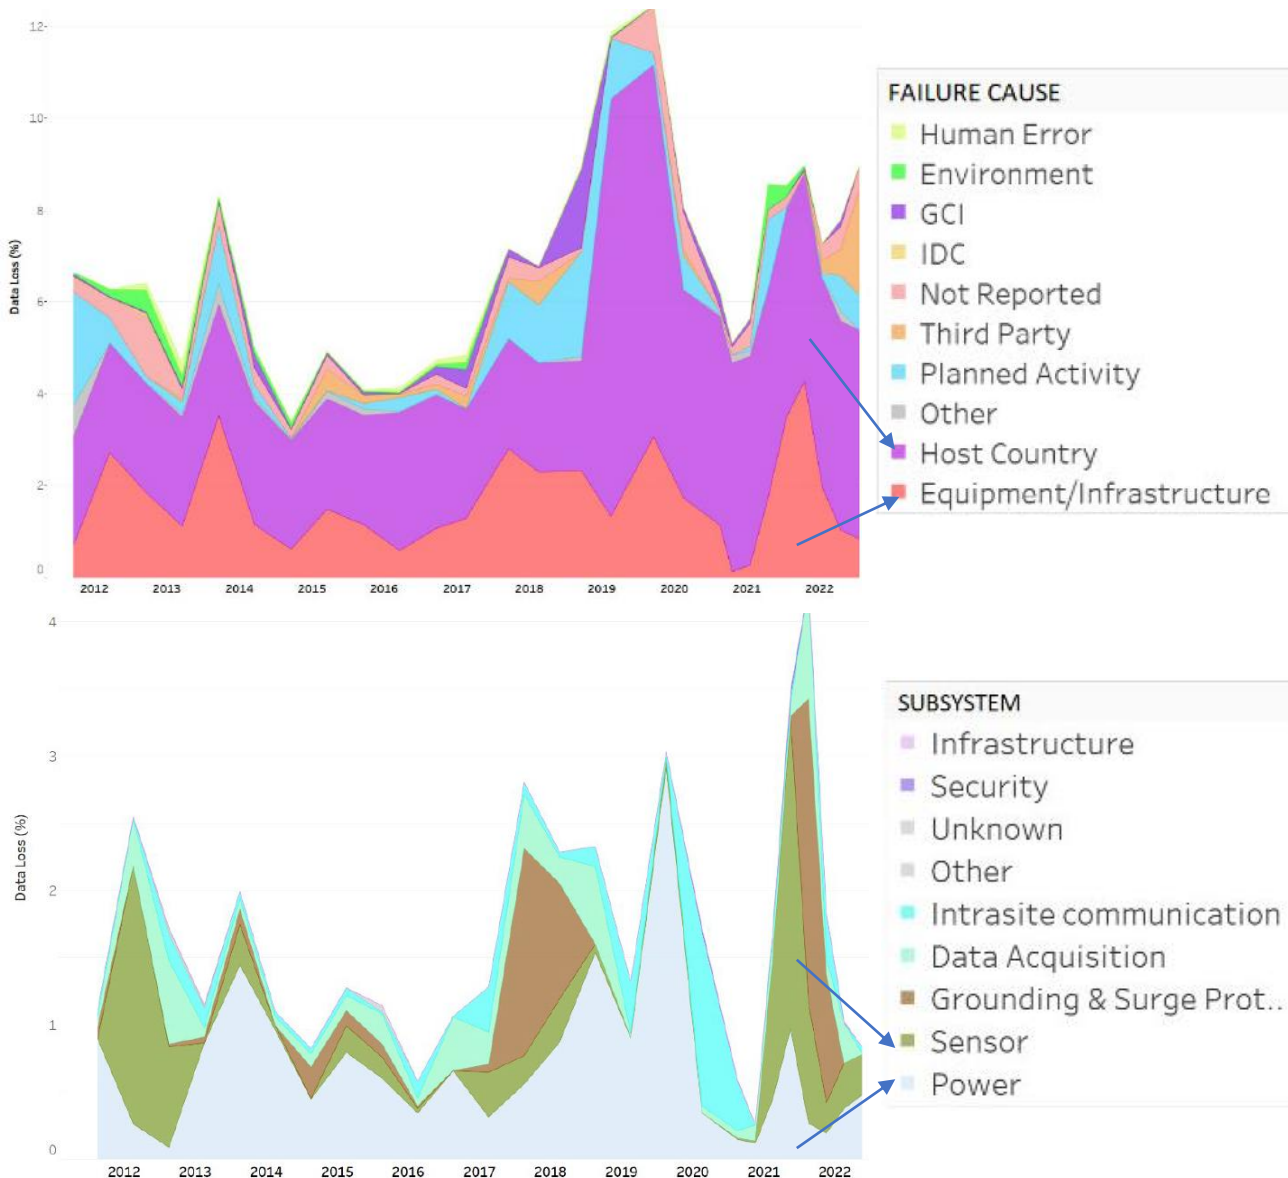 12
10
8
6
4
2
0
Data Loss (%)
2012 2013 2014 2015 2016 2017 2018 2019 2020 2021 2022
FAILURE CAUSE
Human Error
Environment
GCI
IDC
Not Reported
Third Party
Planned Activity
Other
Host Country
Equipment/Infrastructure
4
3
2
1
0
Data Loss (%)
2012 2013 2014 2015 2016 2017 2018 2019 2020 2021 2022
SUBSYSTEM
Infrastructure
Security
Unknown
Other
Intrasite communication
Data Acquisition
Grounding & Surge Prot..
Sensor
Power